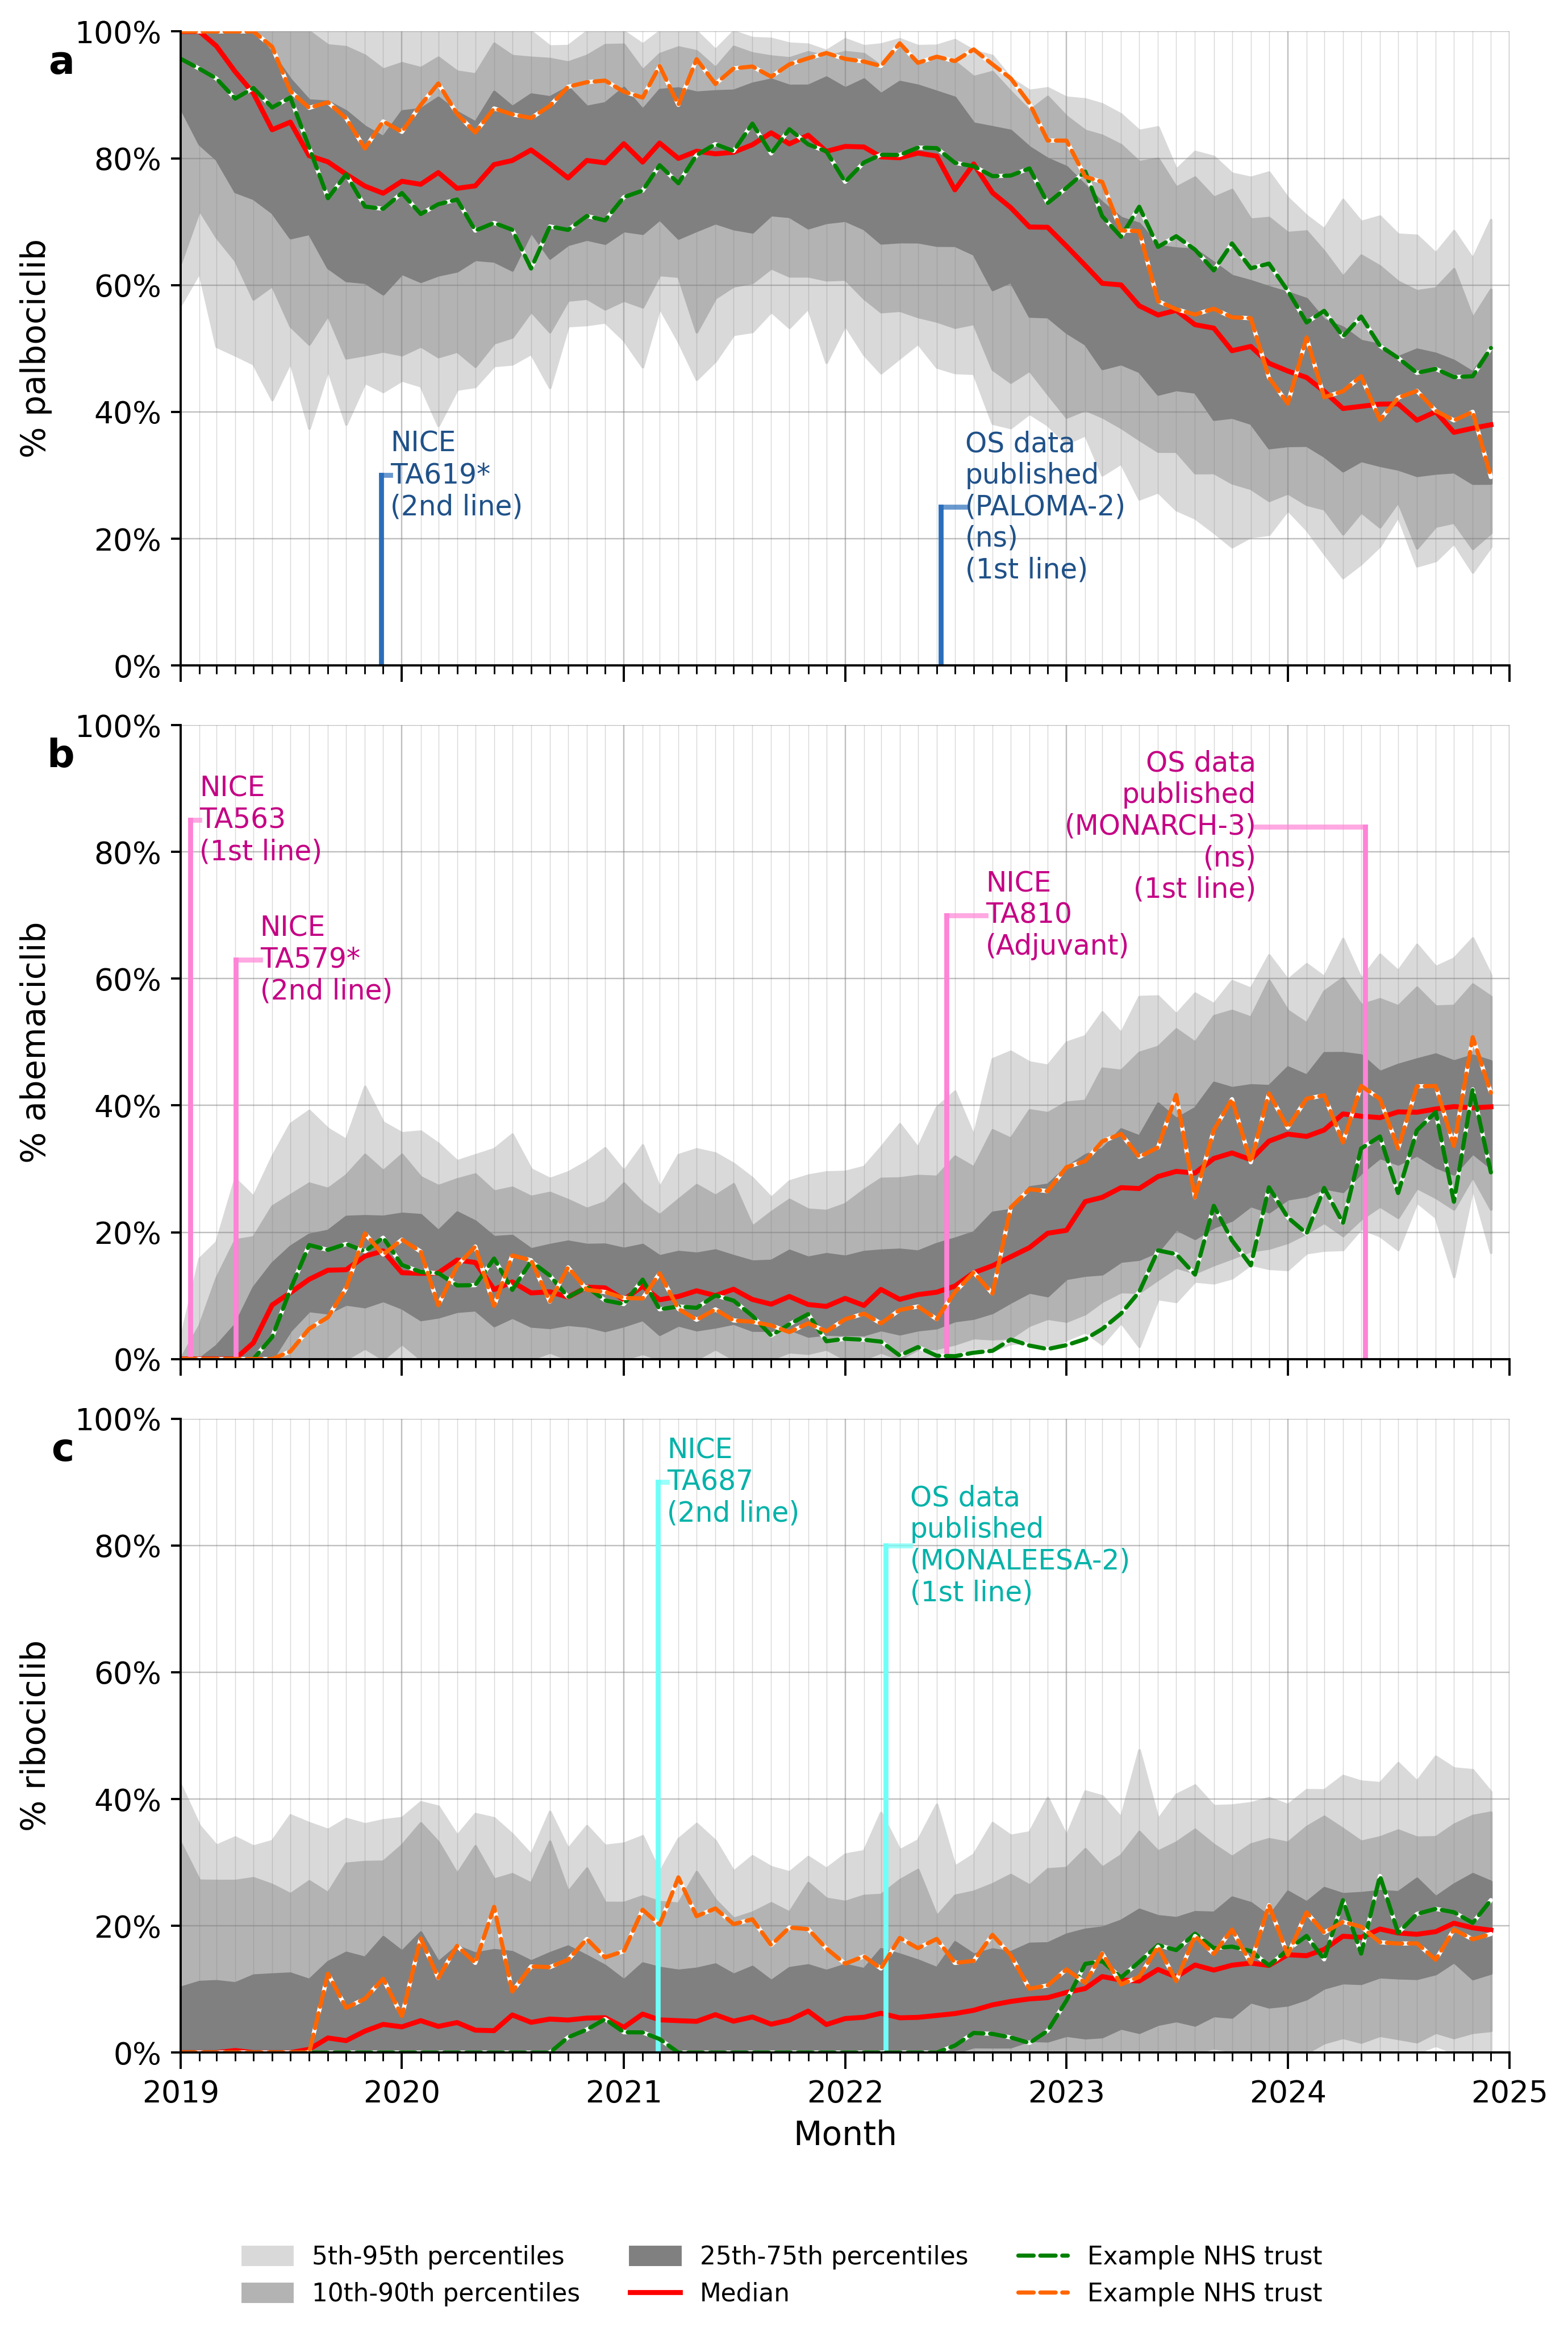 a
100%
80%
60%
40%
20%
0%
% palbociclib
NICE
TA619*
(2nd line)
OS data
published
(PALOMA-2)
(ns)
(1st line)
b
100%
80%
60%
40%
20%
0%
% abemaciclib
NICE
TA563
(1st line)
NICE
TA579*
(2nd line)
NICE
TA810
(Adjuvant)
OS data
published
(MONARCH-3)
(ns)
(1st line)
c
100%
80%
60%
40%
20%
0%
% ribociclib
NICE
TA687
(2nd line)
OS data
published
(MONALEESA-2)
(1st line)
2019
2020
2021
2022
2023
2024
2025
Month
5th-95th percentiles
10th-90th percentiles
25th-75th percentiles
Median
Example NHS trust
Example NHS trust